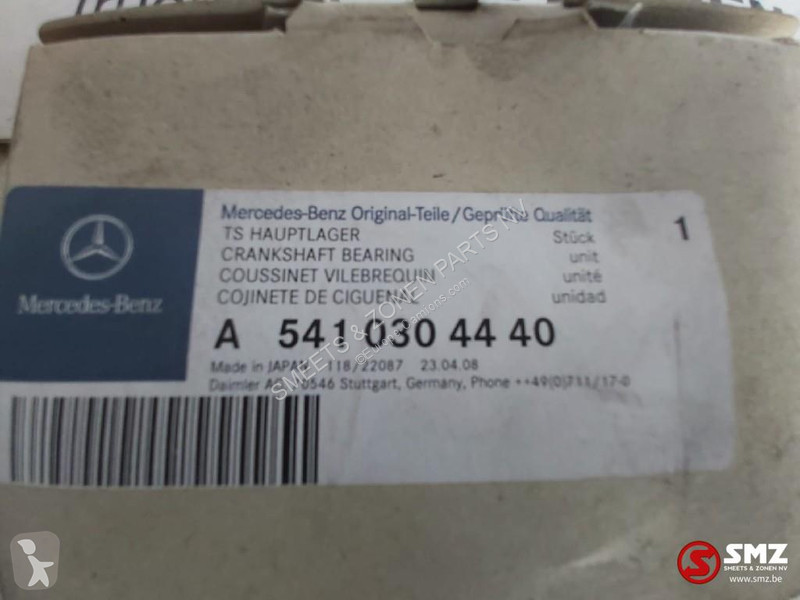 Mercedes-Benz Original-Teile/Geprüfte Qualität
TS HAUPTLAGER Stück 1
CRANKSHAFT BEARING unit
COUSSINET VILEBREQUIN unité
COJINETE DE CIGUENAL unidad
Mercedes-Benz
A 541 030 44 40
Made in JAPAN 118/22087 23.04.08
Daimler 70546 Stuttgart, Germany, Phone ++49(0)711/17-0
SMEETS & ZONEN PARTS NV
SMZ
SMEETS & ZONEN NV
www.smz.be